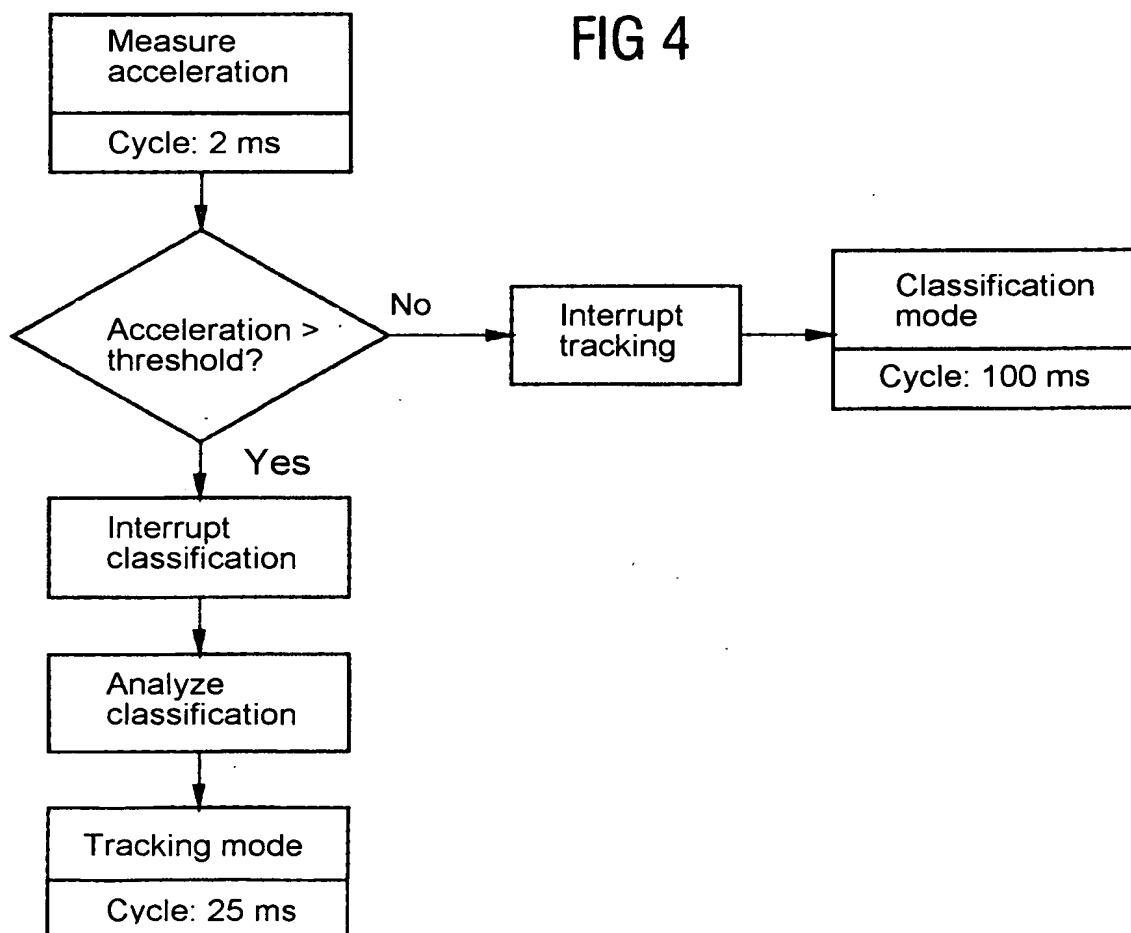 FIG 4
Measure
acceleration
Cycle: 2 ms
Acceleration >
threshold?
No
Interrupt
tracking
Classification
mode
Cycle: 100 ms
Yes
Interrupt
classification
Analyze
classification
Tracking mode
Cycle: 25 ms